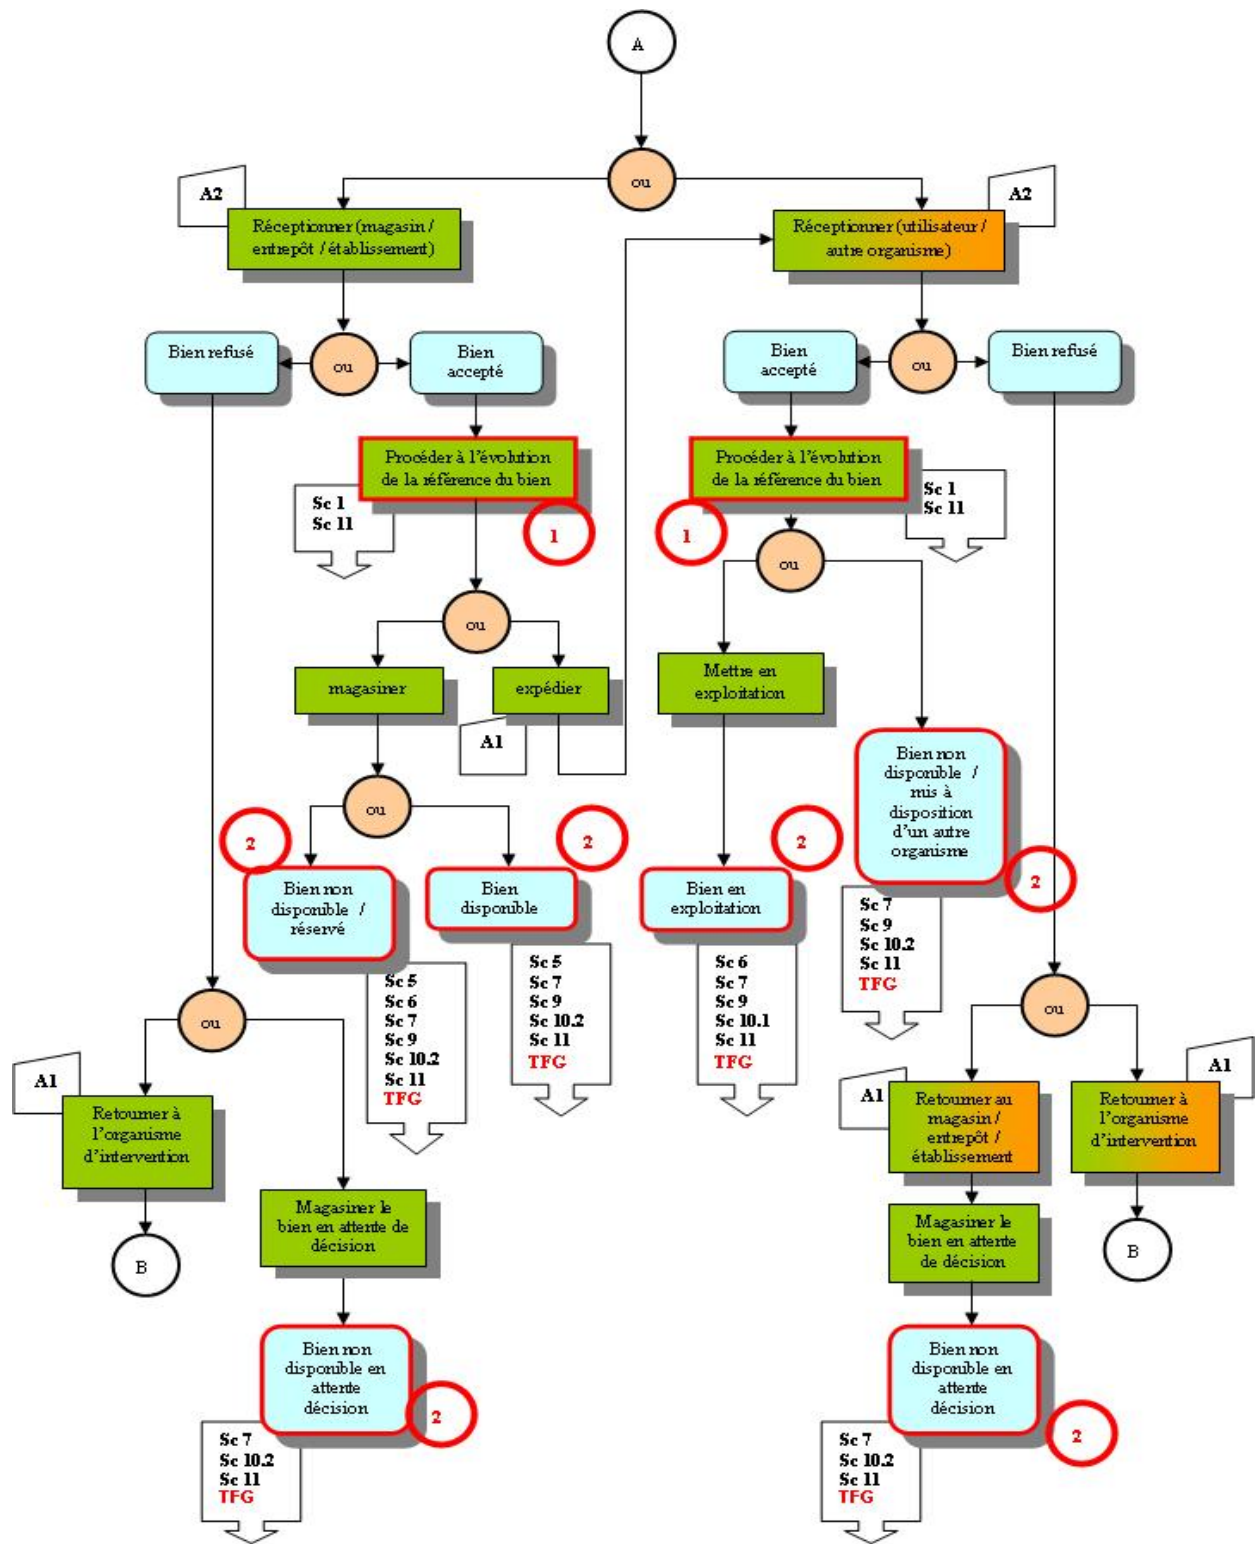 A
ou
A2
Réceptionner (magasin /
entrepôt / établissement)
Réceptionner (utilisateur /
autre organisme)
A2
Bien refusé
ou
Bien
accepté
Bien
accepté
ou
Bien refusé
Procéder à l'évolution
de la référence du bien
Sc 1
Sc 11
1
Procéder à l'évolution
de la référence du bien
Sc 1
Sc 11
1
ou
ou
magasiner
expédier
A1
Mettre en
exploitation
Bien non
disponible /
mis à
disposition
d'un autre
organisme
2
ou
2
Bien non
disponible /
réservé
2
Bien
disponible
2
Bien en
exploitation
Sc 5
Sc 6
Sc 7
Sc 9
Sc 10.2
Sc 11
TFG
Sc 5
Sc 7
Sc 9
Sc 10.2
Sc 11
TFG
Sc 6
Sc 7
Sc 9
Sc 10.1
Sc 11
TFG
Sc 7
Sc 9
Sc 10.2
Sc 11
TFG
ou
ou
A1
Retourner à
l'organisme
d'intervention
A1
Retourner au
magasin /
entrepôt /
établissement
A1
Retourner à
l'organisme
d'intervention
B
Magasiner le
bien en attente de
décision
Magasiner le
bien en attente
de décision
B
Bien non
disponible en
attente
décision
2
Sc 7
Sc 10.2
Sc 11
TFG
Bien non
disponible en
attente
décision
2
Sc 7
Sc 10.2
Sc 11
TFG